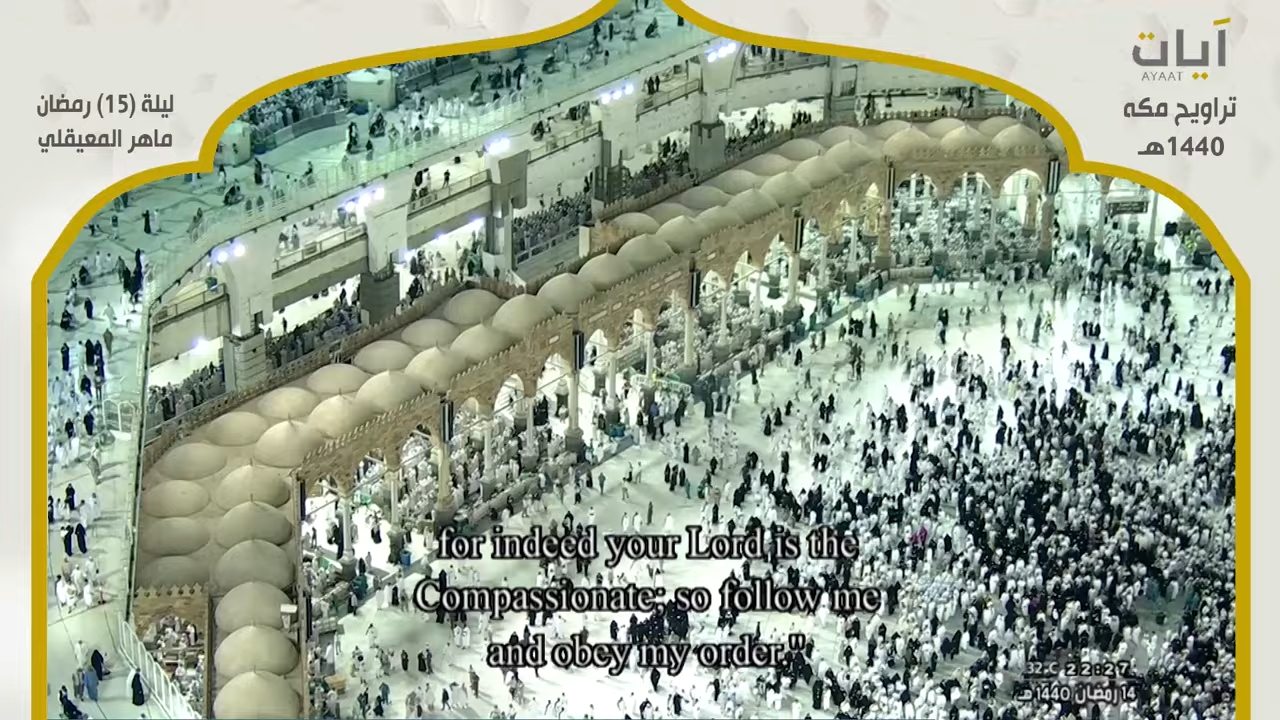 آيات
AYAAT
تراويح مكه
1440هـ
ليلة (15) رمضان
ماهر المعيقلي
for indeed your Lord is the
Compassionate; so follow me
and obey my order."
32.C 22:27
14 رمضان 1440هـ